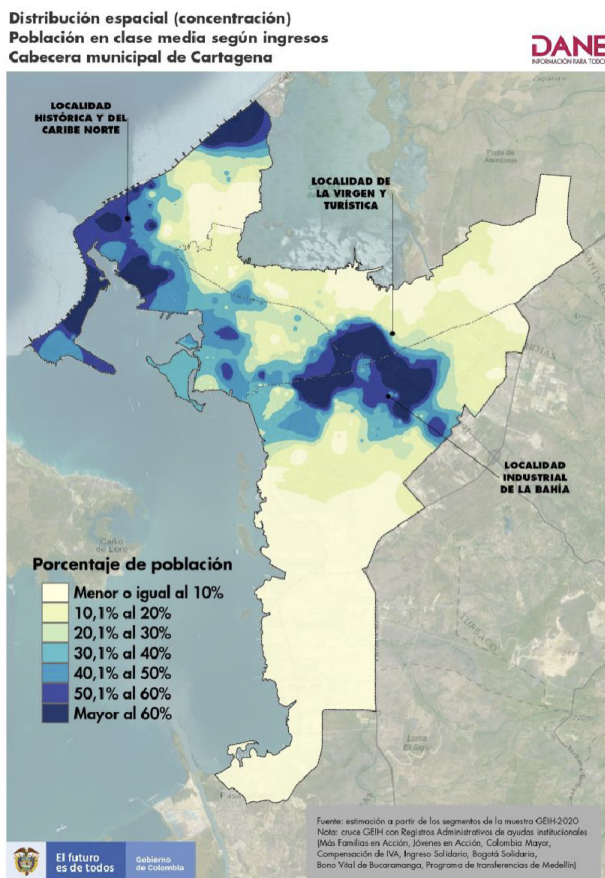 Distribución espacial (concentración)
Población en clase media según ingresos
Cabecera municipal de Cartagena
DANE
INFORMACIÓN PARA TODOS
LOCALIDAD
HISTÓRICA Y DEL
CARIBE NORTE
LOCALIDAD DE
LA VIRGEN Y
TURÍSTICA
LOCALIDAD
INDUSTRIAL
DE LA BAHÍA
Caño
de Loro
TURBACO
Loma
Porcentaje de población
Menor o igual al 10%
10,1% al 20%
20,1% al 30%
30,1% al 40%
40,1% al 50%
50,1% al 60%
Mayor al 60%
Fuente: estimación a partir de los segmentos de la muestra GEIH-2020
Nota: cruce GEIH con Registros Administrativos de ayudas institucionales
(Más Familias en Acción, Jóvenes en Acción, Colombia Mayor,
Compensación de IVA, Ingreso Solidario, Bogotá Solidaria,
Bono Vital de Bucaramanga, Programa de transferencias de Medellín)
El futuro
es de todos
Gobierno
de Colombia